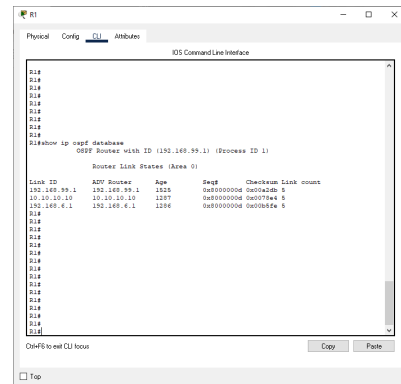 R1
Physical Config CLI Attributes
IOS Command Line Interface
R1#
R1#
R1#
R1#
R1#
R1#
R1#
R1#
R1#show ip ospf database
OSPF Router with ID (192.168.99.1) (Process ID 1)
Router Link States (Area 0)
Link ID ADV Router Age Seq# Checksum Link count
192.168.99.1 192.168.99.1 1525 0x8000000d 0x00a2db 5
10.10.10.10 10.10.10.10 1287 0x8000000d 0x0078e4 5
192.168.6.1 192.168.6.1 1286 0x8000000d 0x00b5fe 5
R1#
R1#
R1#
R1#
R1#
R1#
R1#
R1#
R1#
R1#
R1#
R1#
R1#
R1#
Ctrl+F6 to exit CLI focus
Copy Paste
Top